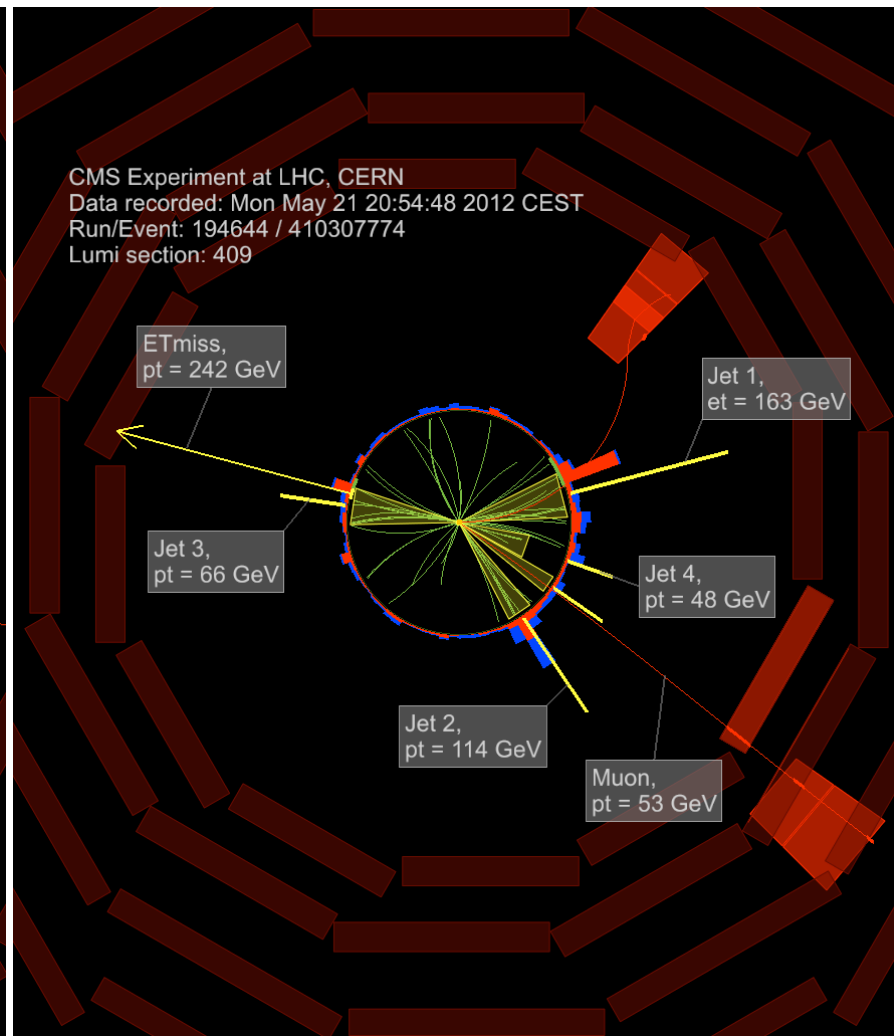 CMS Experiment at LHC, CERN
Data recorded: Mon May 21 20:54:48 2012 CEST
Run/Event: 194644 / 410307774
Lumi section: 409
ETmiss,
pt = 242 GeV
Jet 1,
et = 163 GeV
Jet 3,
pt = 66 GeV
Jet 4,
pt = 48 GeV
Jet 2,
pt = 114 GeV
Muon,
pt = 53 GeV